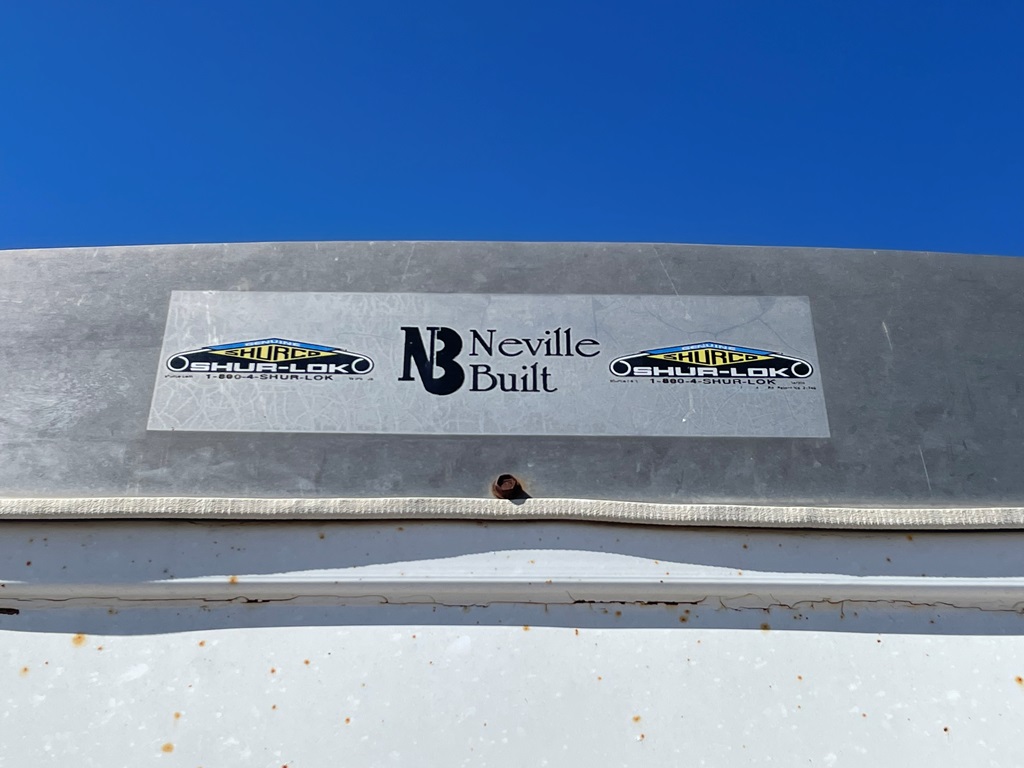 GENUINE
SHURCO
SHUR-LOK
1-800-4-SHUR-LOK
NB
Neville
Built
GENUINE
SHURCO
SHUR-LOK
1-800-4-SHUR-LOK